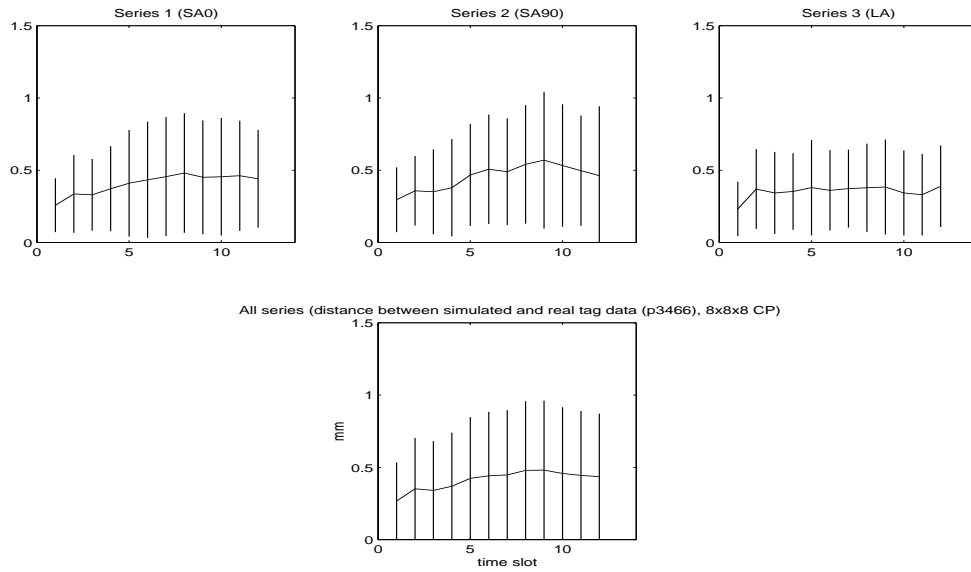 Series 1 (SA0)
1.5
1
0.5
0
0 5 10
Series 2 (SA90)
1.5
1
0.5
0
0 5 10
Series 3 (LA)
1.5
1
0.5
0
0 5 10
All series (distance between simulated and real tag data (p3466), 8x8x8 CP)
1.5
1
0.5
0
mm
0 5 10
time slot